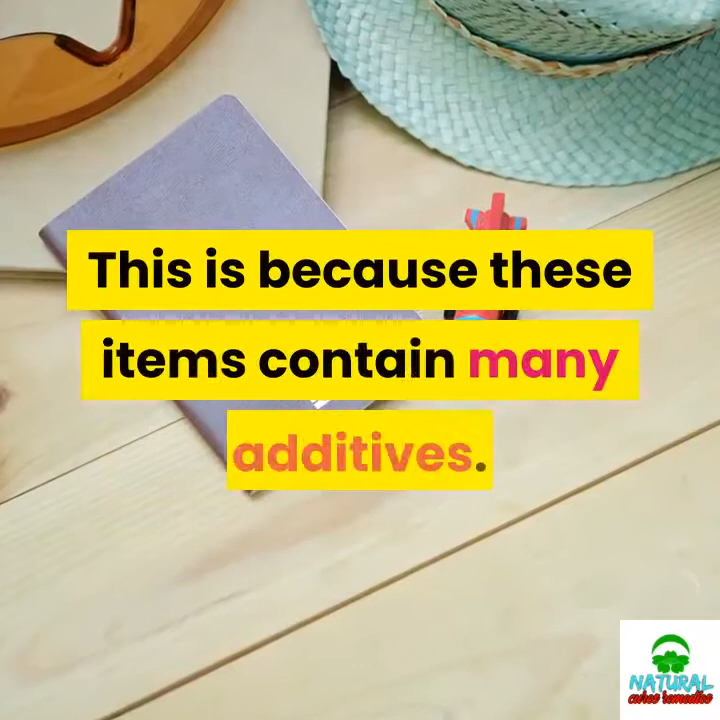 This is because these
items contain many
additives.
NATURAL
cures remedies